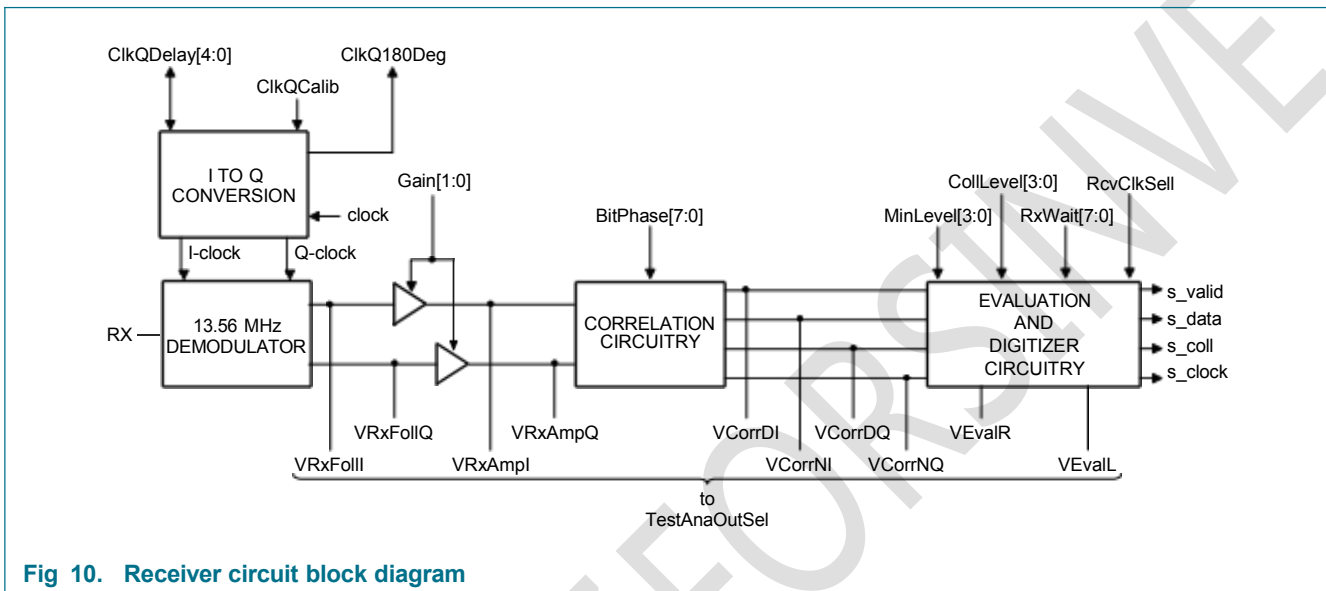 ClkQDelay[4:0]
ClkQ180Deg
ClkQCalib
I TO Q
CONVERSION
clock
I-clock
Q-clock
Gain[1:0]
BitPhase[7:0]
CollLevel[3:0]
RcvClkSelI
MinLevel[3:0]
RxWait[7:0]
RX
13.56 MHz
DEMODULATOR
CORRELATION
CIRCUITRY
EVALUATION
AND
DIGITIZER
CIRCUITRY
s_valid
s_data
s_coll
s_clock
VRxFollQ
VRxAmpQ
VCorrDI
VCorrDQ
VEvalR
VRxFollI
VRxAmpI
VCorrNI
VCorrNQ
VEvalL
to
TestAnaOutSel
Fig 10. Receiver circuit block diagram